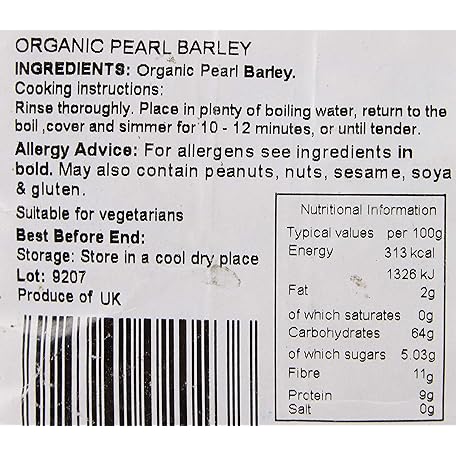 ORGANIC PEARL BARLEY
INGREDIENTS: Organic Pearl Barley.
Cooking instructions:
Rinse thoroughly. Place in plenty of boiling water, return to the
boil ,cover and simmer for 10 - 12 minutes, or until tender.
Allergy Advice: For allergens see ingredients in
bold. May also contain peanuts, nuts, sesame, soya
& gluten.
Suitable for vegetarians
Best Before End:
Storage: Store in a cool dry place
Lot: 9207
Produce of UK
Nutritional Information
Typical values per 100g
Energy 313 kcal
1326 kJ
Fat 2g
of which saturates 0g
Carbohydrates 64g
of which sugars 5.03g
Fibre 11g
Protein 9g
Salt 0g